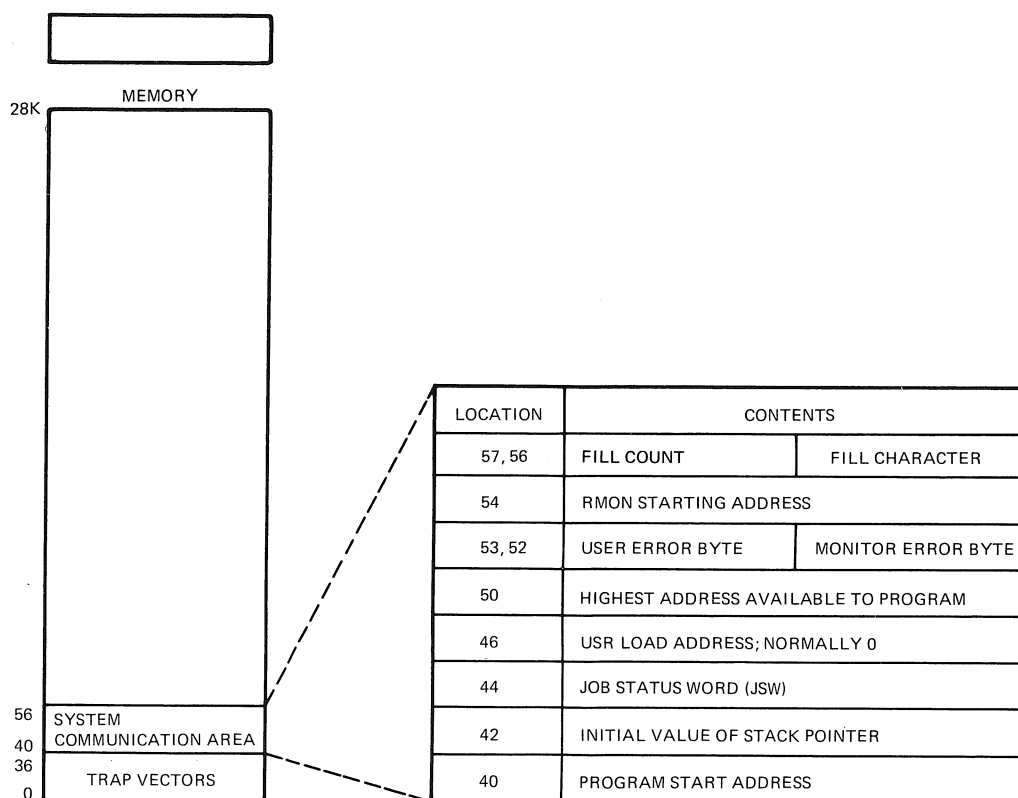 MEMORY
28K
LOCATION CONTENTS
57, 56 FILL COUNT FILL CHARACTER
54 RMON STARTING ADDRESS
53, 52 USER ERROR BYTE MONITOR ERROR BYTE
50 HIGHEST ADDRESS AVAILABLE TO PROGRAM
46 USR LOAD ADDRESS; NORMALLY 0
44 JOB STATUS WORD (JSW)
42 INITIAL VALUE OF STACK POINTER
40 PROGRAM START ADDRESS
56 SYSTEM
COMMUNICATION AREA
40
36
TRAP VECTORS
0